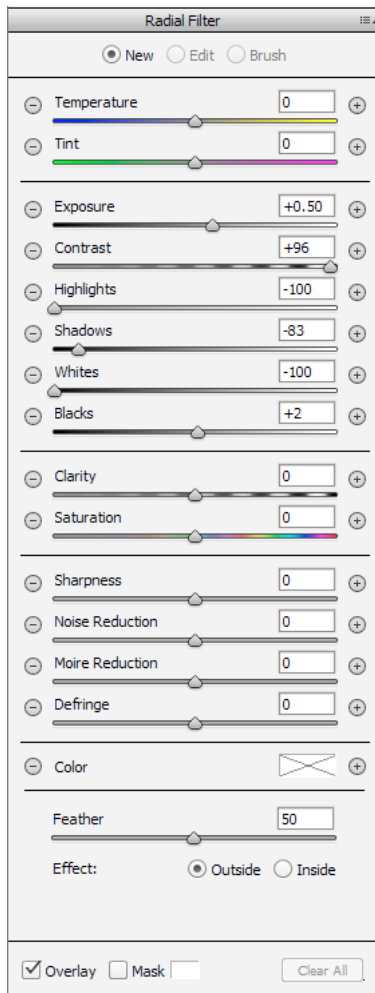 Radial Filter
New Edit Brush
Temperature 0
Tint 0
Exposure +0.50
Contrast +96
Highlights -100
Shadows -83
Whites -100
Blacks +2
Clarity 0
Saturation 0
Sharpness 0
Noise Reduction 0
Moire Reduction 0
Defringe 0
Color
Feather 50
Effect: Outside Inside
Overlay Mask Clear All